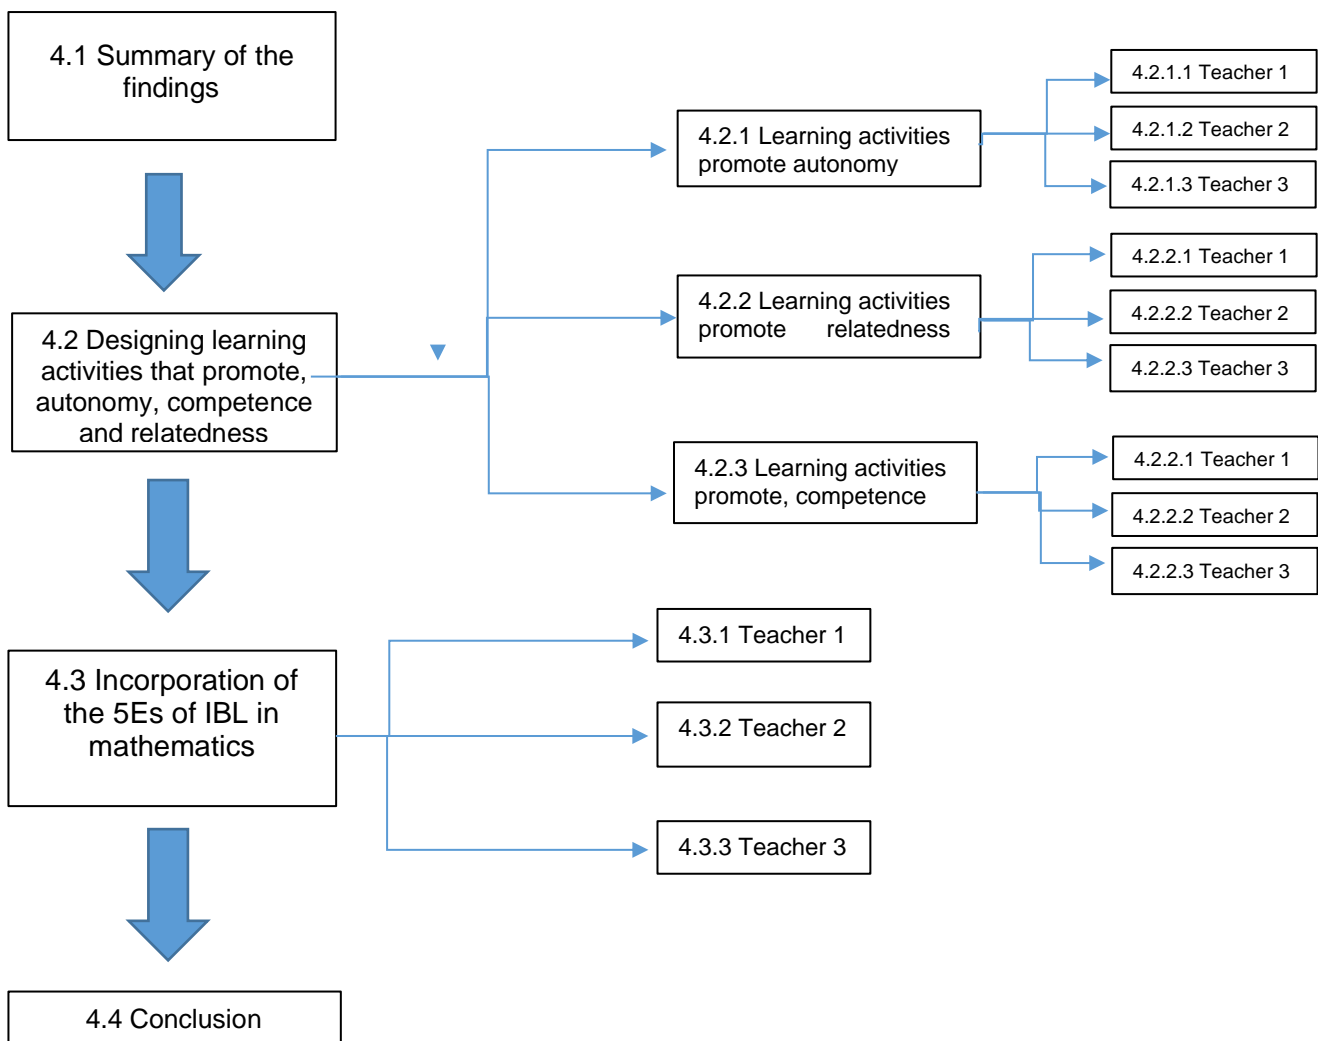 4.1 Summary of the
findings
4.2 Designing learning
activities that promote,
autonomy, competence
and relatedness
4.2.1 Learning activities
promote autonomy
4.2.1.1 Teacher 1
4.2.1.2 Teacher 2
4.2.1.3 Teacher 3
4.2.2 Learning activities
promote relatedness
4.2.2.1 Teacher 1
4.2.2.2 Teacher 2
4.2.2.3 Teacher 3
4.2.3 Learning activities
promote, competence
4.2.2.1 Teacher 1
4.2.2.2 Teacher 2
4.2.2.3 Teacher 3
4.3 Incorporation of
the 5Es of IBL in
mathematics
4.3.1 Teacher 1
4.3.2 Teacher 2
4.3.3 Teacher 3
4.4 Conclusion